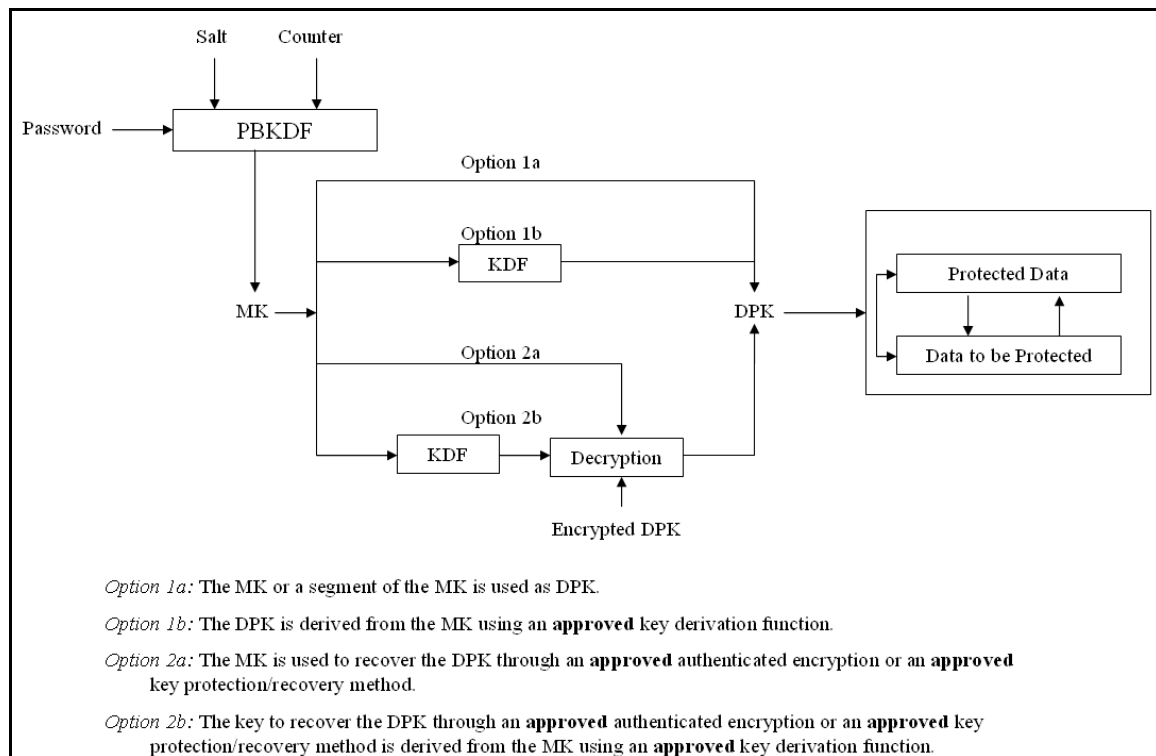 Salt
Counter
Password
PBKDF
Option 1a
Option 1b
KDF
MK
DPK
Protected Data
Data to be Protected
Option 2a
Option 2b
KDF
Decryption
Encrypted DPK
Option 1a: The MK or a segment of the MK is used as DPK.
Option 1b: The DPK is derived from the MK using an approved key derivation function.
Option 2a: The MK is used to recover the DPK through an approved authenticated encryption or an approved
key protection/recovery method.
Option 2b: The key to recover the DPK through an approved authenticated encryption or an approved key
protection/recovery method is derived from the MK using an approved key derivation function.